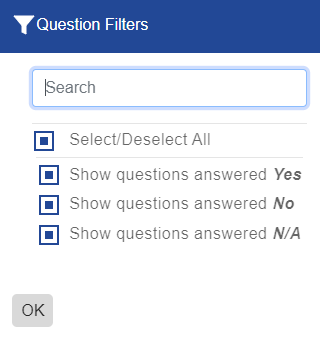 Question Filters
Search
Select/Deselect All
Show questions answered Yes
Show questions answered No
Show questions answered N/A
OK